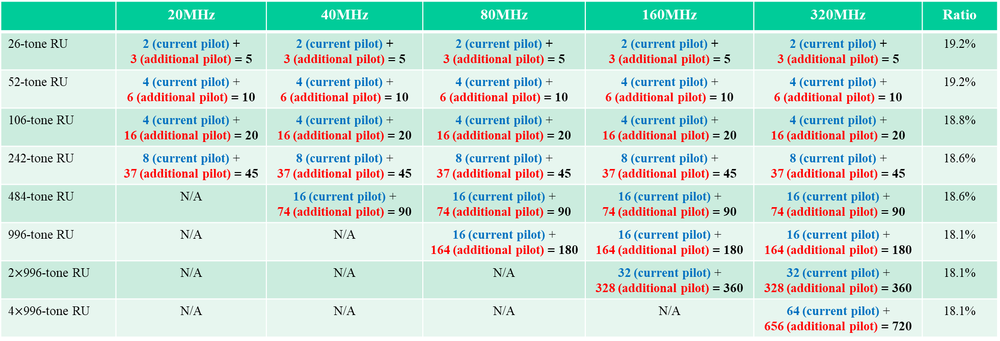 20MHz 40MHz 80MHz 160MHz 320MHz Ratio
26-tone RU 2 (current pilot) + 2 (current pilot) + 2 (current pilot) + 2 (current pilot) + 2 (current pilot) + 19.2%
3 (additional pilot) = 5 3 (additional pilot) = 5 3 (additional pilot) = 5 3 (additional pilot) = 5 3 (additional pilot) = 5
52-tone RU 4 (current pilot) + 4 (current pilot) + 4 (current pilot) + 4 (current pilot) + 4 (current pilot) + 19.2%
6 (additional pilot) = 10 6 (additional pilot) = 10 6 (additional pilot) = 10 6 (additional pilot) = 10 6 (additional pilot) = 10
106-tone RU 4 (current pilot) + 4 (current pilot) + 4 (current pilot) + 4 (current pilot) + 4 (current pilot) + 18.8%
16 (additional pilot) = 20 16 (additional pilot) = 20 16 (additional pilot) = 20 16 (additional pilot) = 20 16 (additional pilot) = 20
242-tone RU 8 (current pilot) + 8 (current pilot) + 8 (current pilot) + 8 (current pilot) + 8 (current pilot) + 18.6%
37 (additional pilot) = 45 37 (additional pilot) = 45 37 (additional pilot) = 45 37 (additional pilot) = 45 37 (additional pilot) = 45
484-tone RU N/A 16 (current pilot) + 16 (current pilot) + 16 (current pilot) + 16 (current pilot) + 18.6%
74 (additional pilot) = 90 74 (additional pilot) = 90 74 (additional pilot) = 90 74 (additional pilot) = 90
996-tone RU N/A N/A 16 (current pilot) + 16 (current pilot) + 16 (current pilot) + 18.1%
164 (additional pilot) = 180 164 (additional pilot) = 180 164 (additional pilot) = 180
2×996-tone RU N/A N/A N/A 32 (current pilot) + 32 (current pilot) + 18.1%
328 (additional pilot) = 360 328 (additional pilot) = 360
4×996-tone RU N/A N/A N/A N/A 64 (current pilot) + 18.1%
656 (additional pilot) = 720